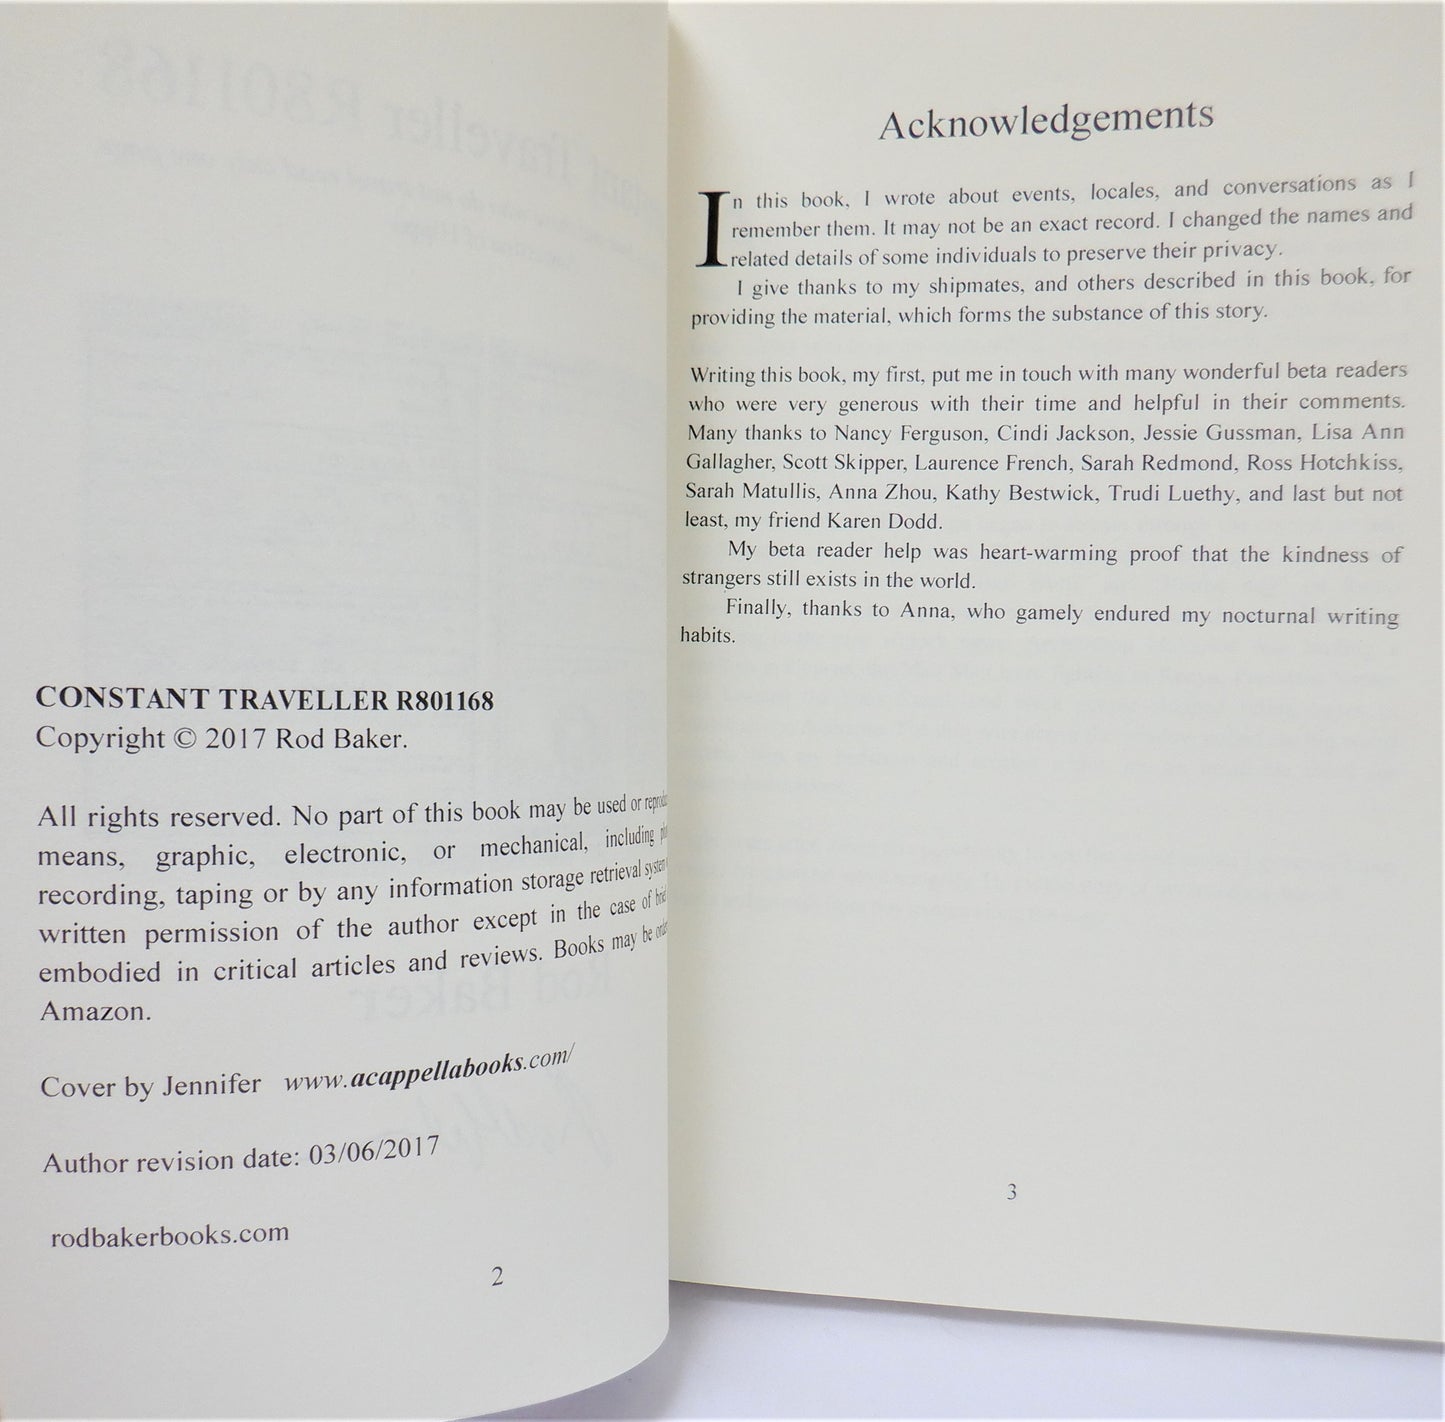 CONSTANT TRAVELLER R801168
Copyright © 2017 Rod Baker.
All rights reserved. No part of this book may be used or
means, graphic, electronic, or mechanical, including
recording, taping or by any information storage retrieval system
written permission of the author except in the case of
embodied in critical articles and reviews. Books may be
Amazon.
Cover by Jennifer www.acappellabooks.com/
Author revision date: 03/06/2017
rodbakerbooks.com
2
Acknowledgements
In this book, I wrote about events, locales, and conversations as I
remember them. It may not be an exact record. I changed the names and
related details of some individuals to preserve their privacy.
I give thanks to my shipmates, and others described in this book, for
providing the material, which forms the substance of this story.
Writing this book, my first, put me in touch with many wonderful beta readers
who were very generous with their time and helpful in their comments.
Many thanks to Nancy Ferguson, Cindi Jackson, Jessie Gussman, Lisa Ann
Gallagher, Scott Skipper, Laurence French, Sarah Redmond, Ross Hotchkiss,
Sarah Matullis, Anna Zhou, Kathy Bestwick, Trudi Luethy, and last but not
least, my friend Karen Dodd.
My beta reader help was heart-warming proof that the kindness of
strangers still exists in the world.
Finally, thanks to Anna, who gamely endured my nocturnal writing
habits.
3